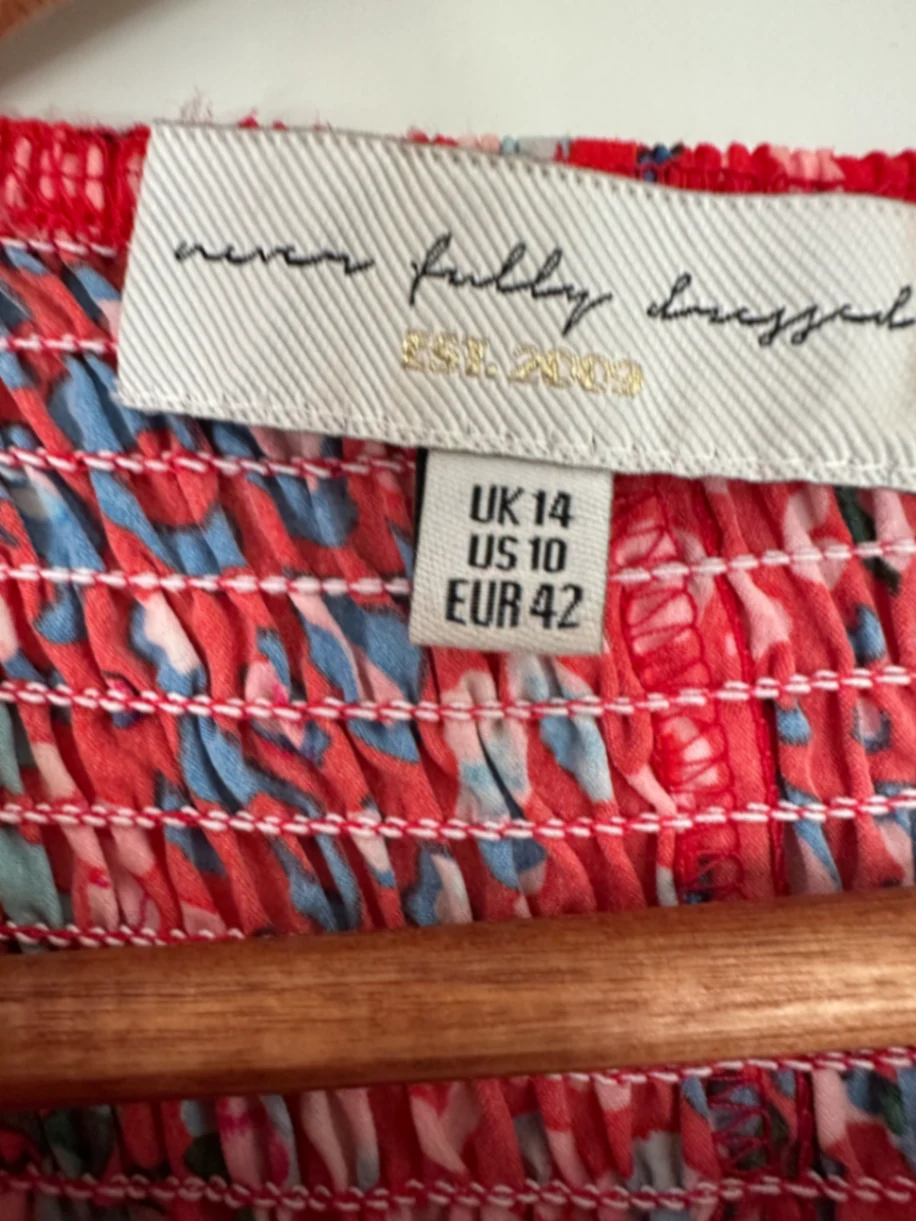 never fully dressed
EST. 2009
UK 14
US 10
EUR 42